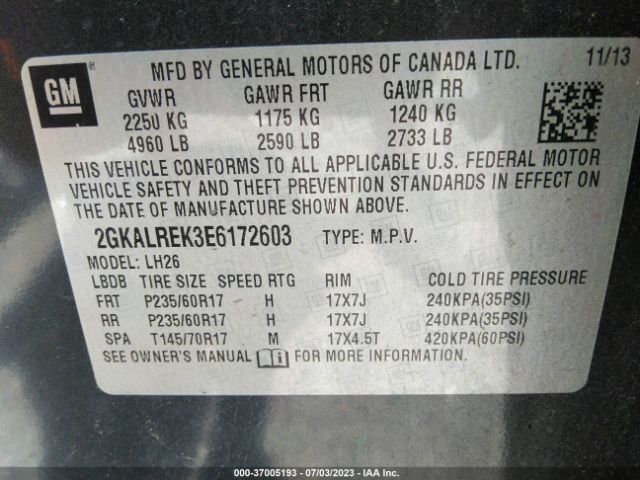 GM
MFD BY GENERAL MOTORS OF CANADA LTD. 11/13
GVWR GAWR FRT GAWR RR
2250 KG 1175 KG 1240 KG
4960 LB 2590 LB 2733 LB
THIS VEHICLE CONFORMS TO ALL APPLICABLE U.S. FEDERAL MOTOR
VEHICLE SAFETY AND THEFT PREVENTION STANDARDS IN EFFECT ON
THE DATE OF MANUFACTURE SHOWN ABOVE.
2GKALREK3E6172603 TYPE: M.P.V.
MODEL: LH26
LBDB TIRE SIZE SPEED RTG RIM COLD TIRE PRESSURE
FRT P235/60R17 H 17X7J 240KPA(35PSI)
RR P235/60R17 H 17X7J 240KPA(35PSI)
SPA T145/70R17 M 17X4.5T 420KPA(60PSI)
SEE OWNER'S MANUAL FOR MORE INFORMATION.
000-37005193 - 07/03/2023 - IAA Inc.